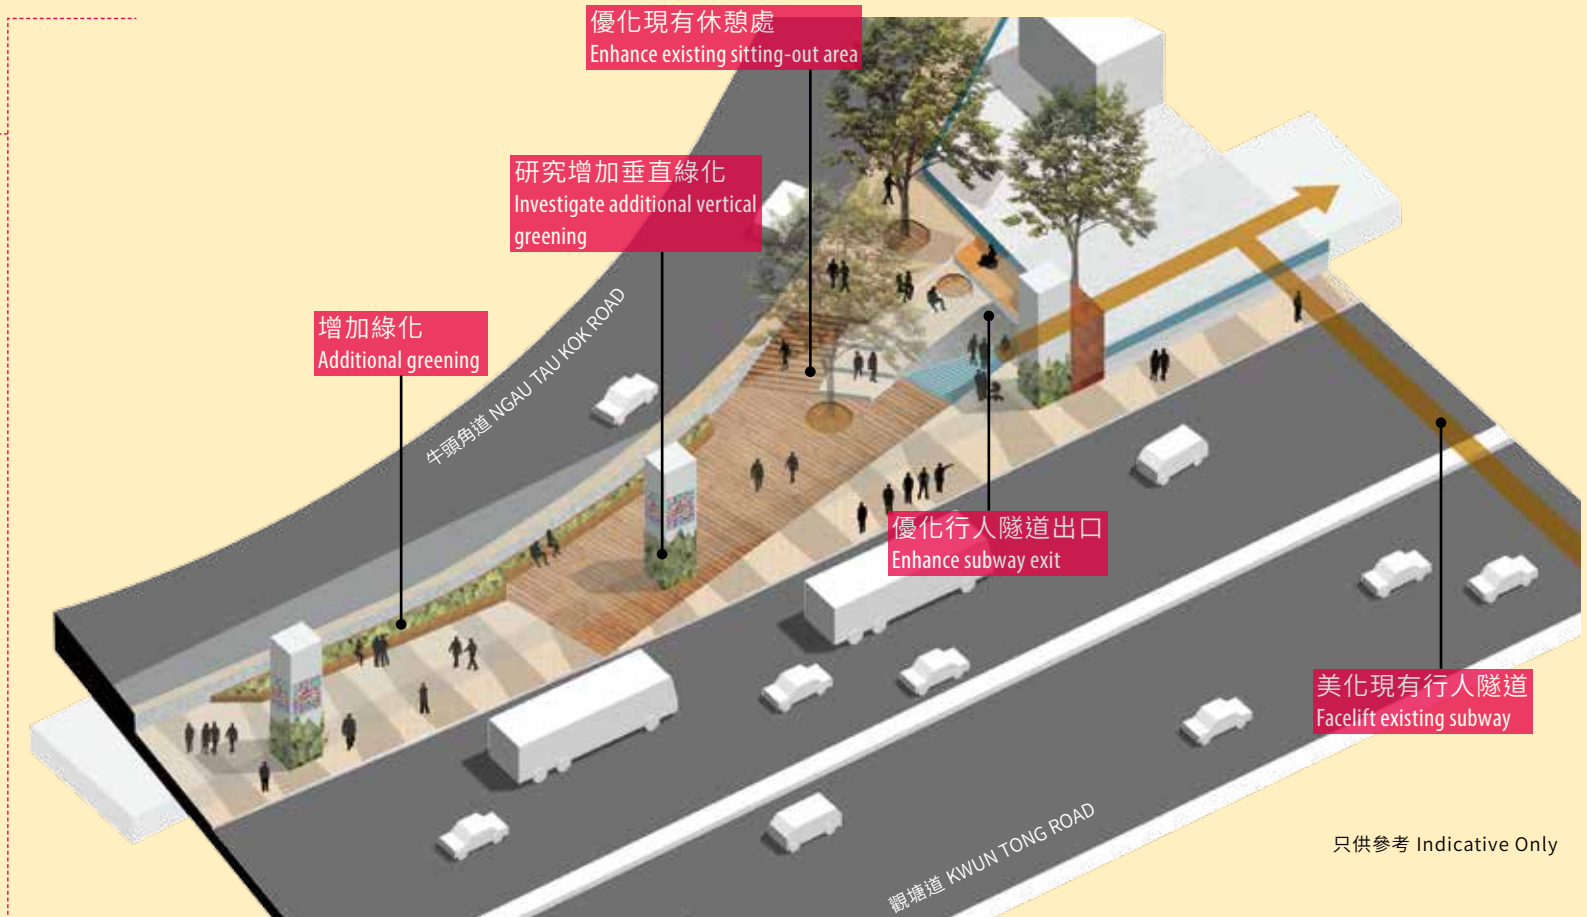 優化現有休憩處
Enhance existing sitting-out area
研究增加垂直綠化
Investigate additional vertical
greening
增加綠化
Additional greening
牛頭角道 NGAU TAU KOK ROAD
優化行人隧道出口
Enhance subway exit
美化現有行人隧道
Facelift existing subway
觀塘道 KWUN TONG ROAD
只供參考 Indicative Only